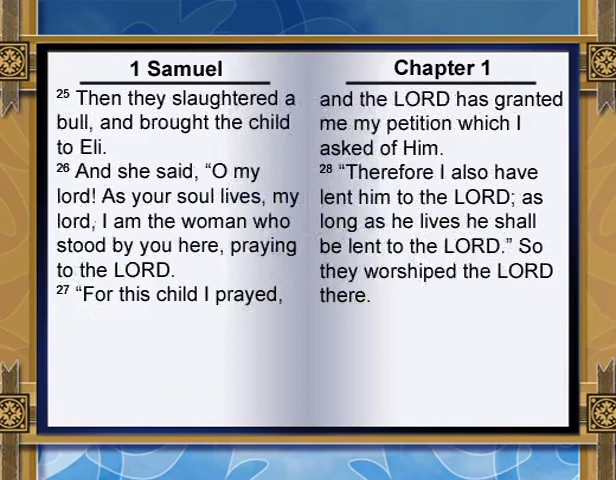 1 Samuel
²⁵ Then they slaughtered a
bull, and brought the child
to Eli.
²⁶ And she said, “O my
lord! As your soul lives, my
lord, I am the woman who
stood by you here, praying
to the LORD.
²⁷ “For this child I prayed,
Chapter 1
and the LORD has granted
me my petition which I
asked of Him.
²⁸ “Therefore I also have
lent him to the LORD; as
long as he lives he shall
be lent to the LORD.” So
they worshiped the LORD
there.